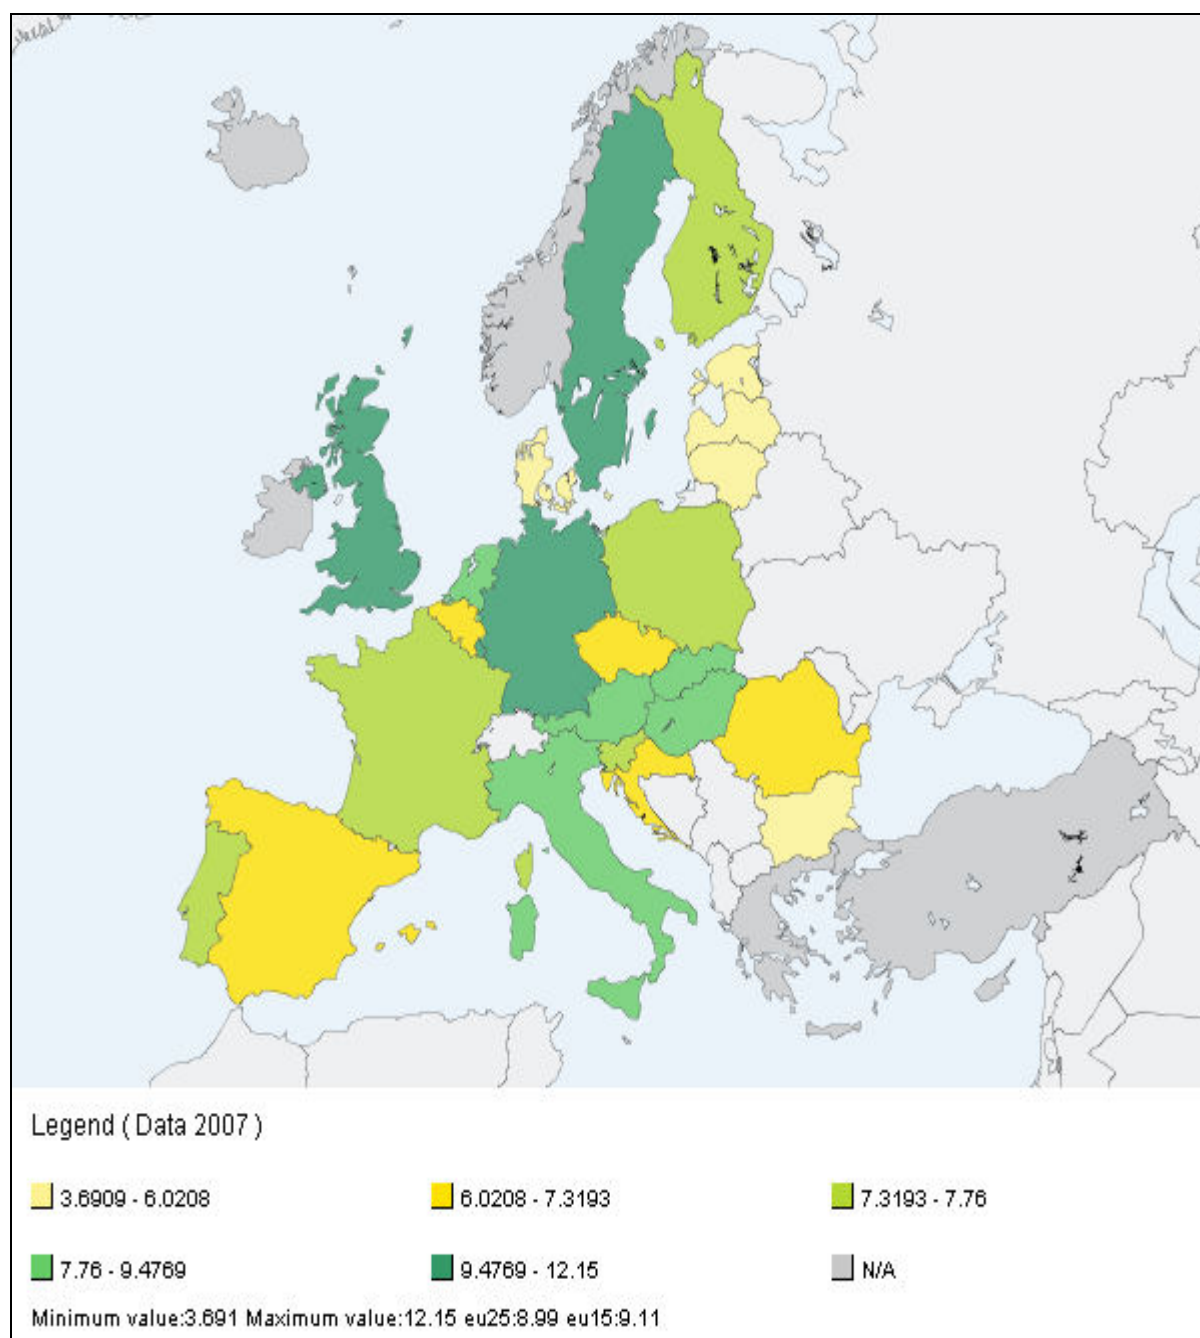 Legend ( Data 2007 )
3.6909 - 6.0208 6.0208 - 7.3193 7.3193 - 7.76
7.76 - 9.4769 9.4769 - 12.15 N/A
Minimum value:3.691 Maximum value:12.15 eu25:8.99 eu15:9.11